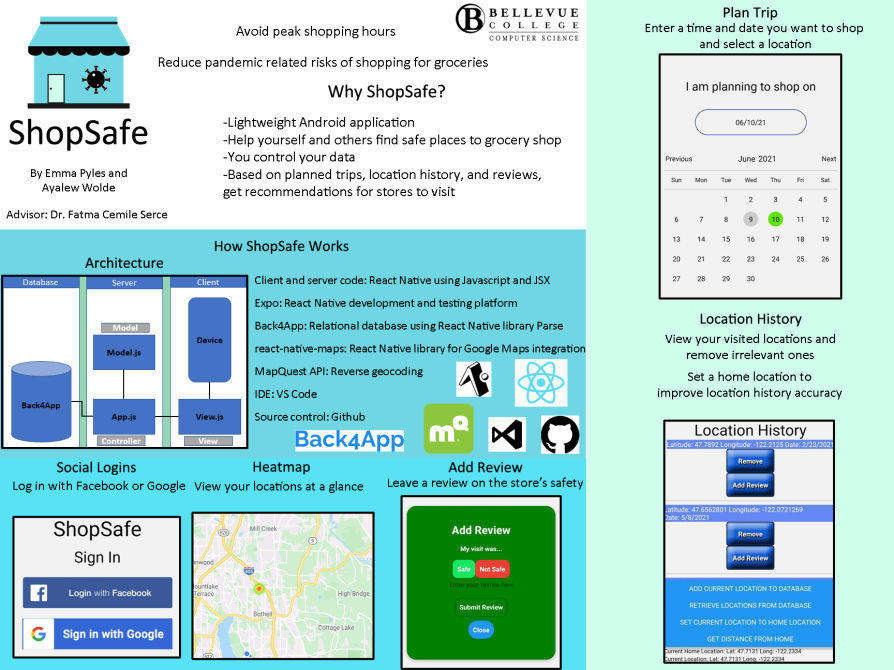 ShopSafe
By Emma Pyles and
Ayalew Wolde
Advisor: Dr. Fatma Cemile Serce
Avoid peak shopping hours
Reduce pandemic related risks of shopping for groceries
BELLEVUE
COLLEGE
COMPUTER SCIENCE
Why ShopSafe?
-Lightweight Android application
-Help yourself and others find safe places to grocery shop
-You control your data
-Based on planned trips, location history, and reviews,
get recommendations for stores to visit
How ShopSafe Works
Architecture
Database
Server
Client
Model
Model.js
Device
Back4App
App.js
View.js
Controller
View
Client and server code: React Native using Javascript and JSX
Expo: React Native development and testing platform
Back4App: Relational database using React Native library Parse
react-native-maps: React Native library for Google Maps integration
MapQuest API: Reverse geocoding
IDE: VS Code
Source control: Github
Back4App
mQ
Social Logins
Log in with Facebook or Google
ShopSafe
Sign In
Login with Facebook
Sign in with Google
Heatmap
View your locations at a glance
Mill Creek
9
nwood
ountlake
Terrace
High Bridge
Bothell
Cottage Lake
Add Review
Leave a review on the store's safety
Add Review
My visit was...
Safe
Not Safe
Enter your review here
Submit Review
Close
Plan Trip
Enter a time and date you want to shop
and select a location
I am planning to shop on
06/10/21
Previous June 2021 Next
Sun Mon Tue Wed Thu Fri Sat
1 2 3 4 5
6 7 8 9 10 11 12
13 14 15 16 17 18 19
20 21 22 23 24 25 26
27 28 29 30
Location History
View your visited locations and
remove irrelevant ones
Set a home location to
improve location history accuracy
Location History
Latitude: 47.7892 Longitude: -122.2125 Date: 2/23/2021
Remove
Add Review
Latitude: 47.6562801 Longitude: -122.0721269
Date: 5/8/2021
Remove
Add Review
ADD CURRENT LOCATION TO DATABASE
RETRIEVE LOCATIONS FROM DATABASE
SET CURRENT LOCATION TO HOME LOCATION
GET DISTANCE FROM HOME
Current Home Location: Lat: 47.7131 Long: -122.2334
Current Location: Lat: 47.7131 Long: -122.2334